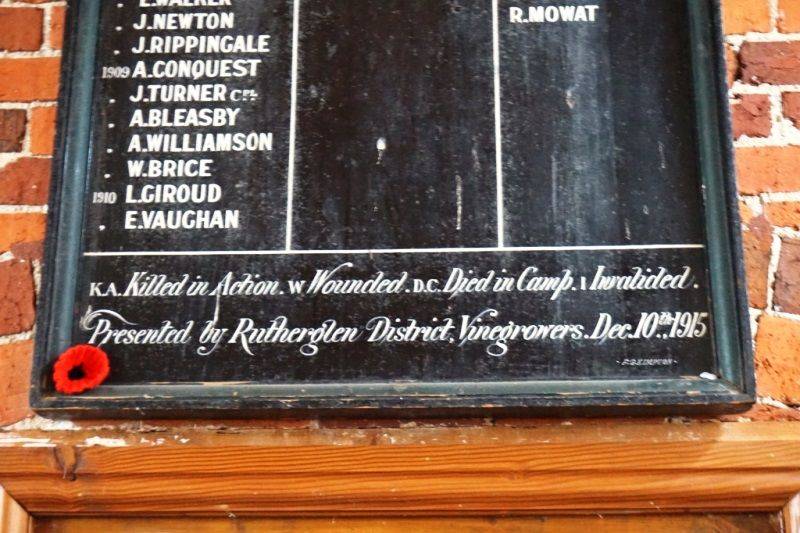 E.WALKER
. J.NEWTON
. J.RIPPINGALE
1909 A.CONQUEST
. J.TURNER CPL
. A.BLEASBY
. A.WILLIAMSON
. W.BRICE
1910 L.GIROUD
. E.VAUGHAN
R.MOWAT
K.A. Killed in Action. W Wounded. D.C. Died in Camp. I Invalided.
Presented by Rutherglen District, Vinegrowers. Dec. 10th, 1915